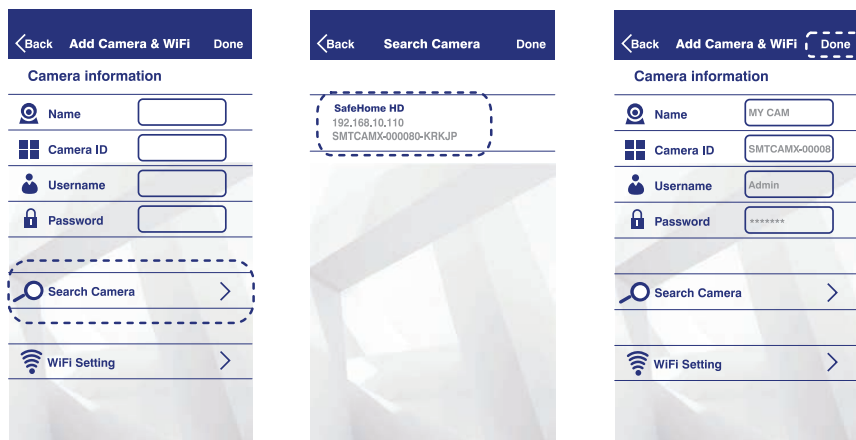 Back Add Camera & WiFi Done
Camera information
Name
Camera ID
Username
Password
Search Camera
WiFi Setting
Back Search Camera Done
SafeHome HD
192.168.10.110
SMTCAMX-000080-KRKJP
Back Add Camera & WiFi Done
Camera information
Name MY CAM
Camera ID SMTCAMX-00008
Username Admin
Password *******
Search Camera
WiFi Setting